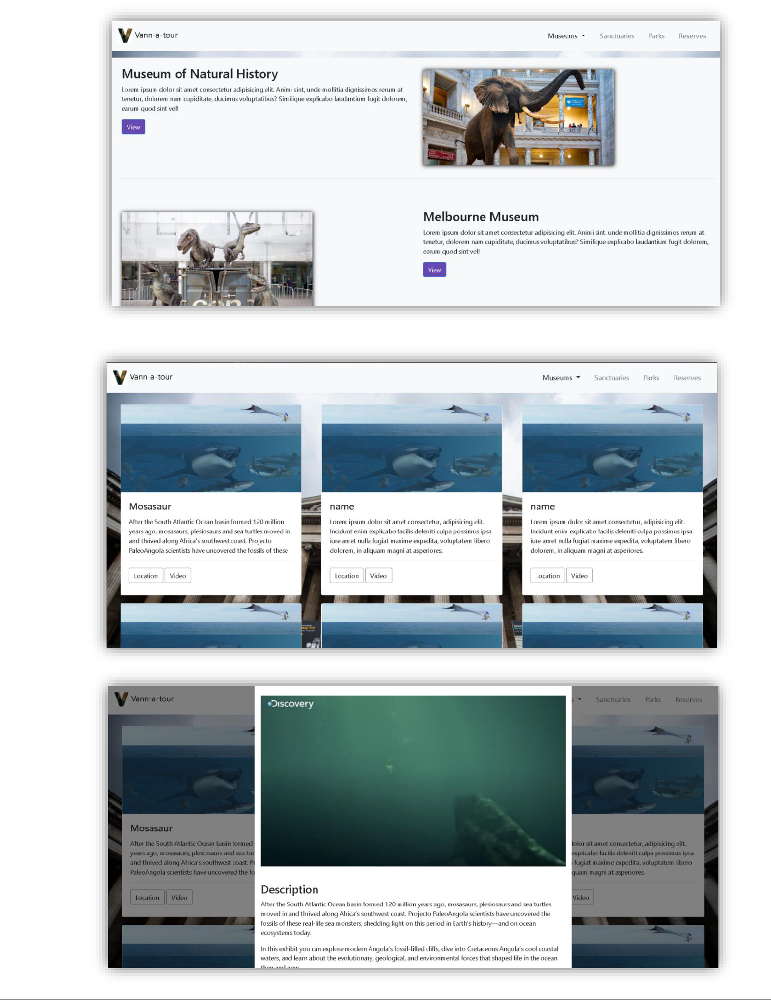 Vann-a-tour
Museums Sanctuaries Parks Reserves
Museum of Natural History
Lorem ipsum dolor sit amet consectetur adipisicing elit. Animi sint, unde mollitia dignissimos rerum at
tenetur, dolorem nam cupiditate, ducimus voluptatibus? Similique explicabo laudantium fugit dolorem,
earum quod sint vel!
View
Melbourne Museum
Lorem ipsum dolor sit amet consectetur adipisicing elit. Animi sint, unde mollitia dignissimos rerum at
tenetur, dolorem nam cupiditate, ducimus voluptatibus? Similique explicabo laudantium fugit dolorem,
earum quod sint vel!
View
Vann-a-tour
Museums Sanctuaries Parks Reserves
Mosasaur
After the South Atlantic Ocean basin formed 120 million
years ago, mosasaurs, plesiosaurs and sea turtles moved in
and thrived along Africa's southwest coast. Projecto
PaleoAngola scientists have uncovered the fossils of these
Location Video
name
Lorem ipsum dolor sit amet consectetur, adipisicing elit.
Incidunt enim explicabo facilis deleniti culpa possimus ipsa
iure amet nulla fugiat maxime expedita, voluptatem libero
dolorem, in aliquam magni at asperiores.
Location Video
name
Lorem ipsum dolor sit amet consectetur, adipisicing elit.
Incidunt enim explicabo facilis deleniti culpa possimus ipsa
iure amet nulla fugiat maxime expedita, voluptatem libero
dolorem, in aliquam magni at asperiores.
Location Video
Vann-a-tour
s Sanctuaries Parks Reserves
Mosasaur
After the South Atlantic Ocean basin formed
years ago, mosasaurs, plesiosaurs and sea tur
and thrived along Africa's southwest coast. Pr
PaleoAngola scientists have uncovered the fo
Location Video
Discovery
Description
After the South Atlantic Ocean basin formed 120 million years ago, mosasaurs, plesiosaurs and sea turtles
moved in and thrived along Africa's southwest coast. Projecto PaleoAngola scientists have uncovered the
fossils of these real-life sea monsters, shedding light on this period in Earth's history—and on ocean
ecosystems today.
In this exhibit you can explore modern Angola's fossil-filled cliffs, dive into Cretaceous Angola's cool coastal
waters, and learn about the evolutionary, geological, and environmental forces that shaped life in the ocean
then and now.
dolor sit amet consectetur, adipisicing elit.
explicabo facilis deleniti culpa possimus ipsa
fugiat maxime expedita, voluptatem libero
quam magni at asperiores.
Video